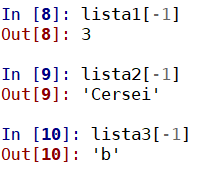 In [8]: lista1[-1]
Out[8]: 3
In [9]: lista2[-1]
Out[9]: 'Cersei'
In [10]: lista3[-1]
Out[10]: 'b'